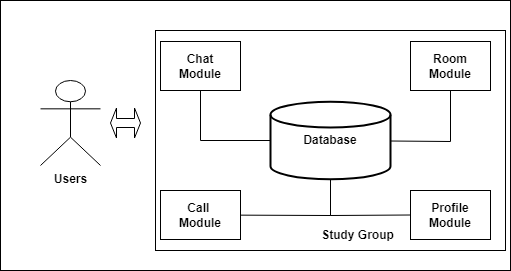 Chat
Module
Room
Module
Database
Users
Call
Module
Profile
Module
Study Group